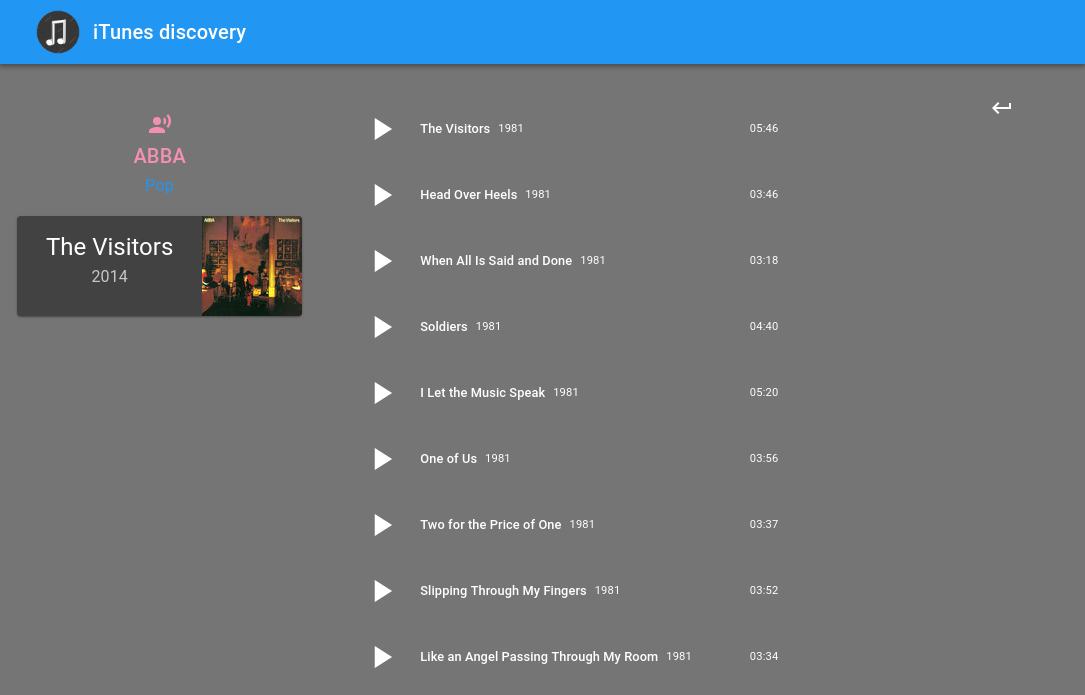 iTunes discovery
ABBA
Pop
The Visitors
2014
ABBA The Visitors
The Visitors 1981 05:46
Head Over Heels 1981 03:46
When All Is Said and Done 1981 03:18
Soldiers 1981 04:40
I Let the Music Speak 1981 05:20
One of Us 1981 03:56
Two for the Price of One 1981 03:37
Slipping Through My Fingers 1981 03:52
Like an Angel Passing Through My Room 1981 03:34